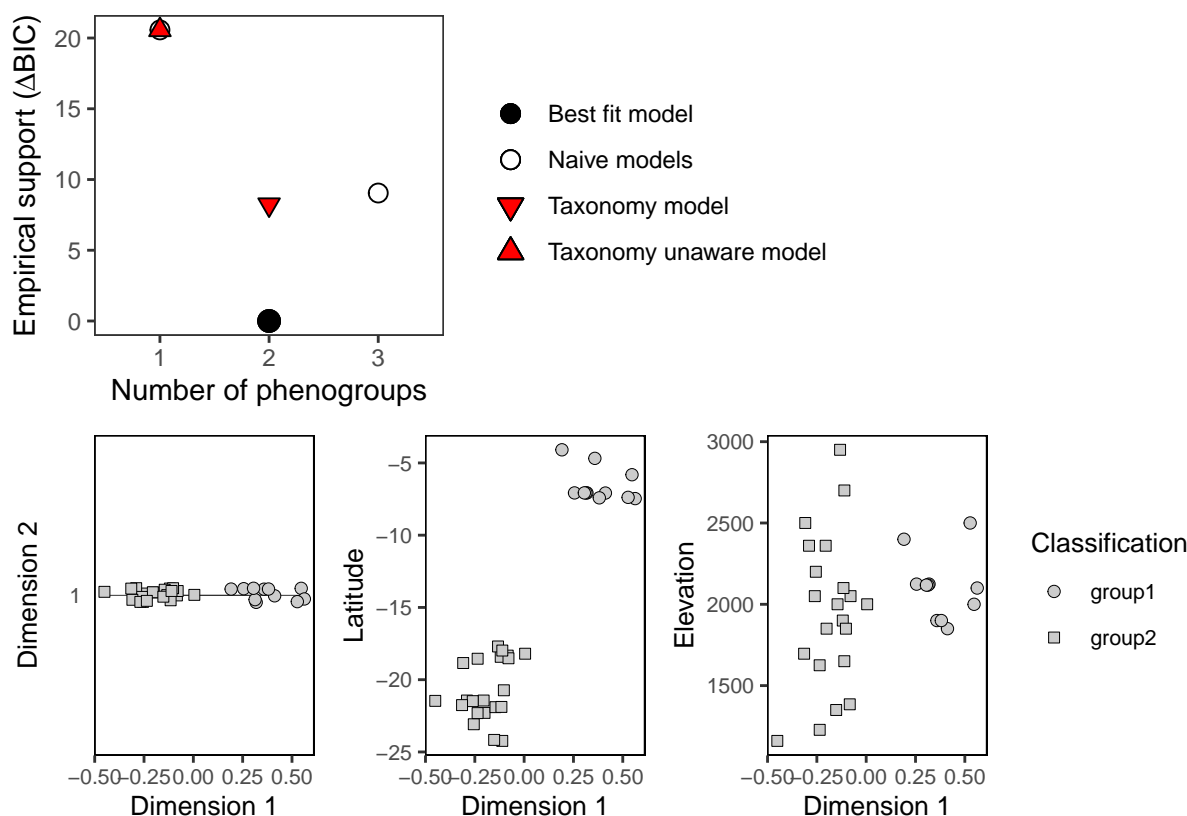 Empirical support (ΔBIC)
20
15
10
5
0
1 2 3
Number of phenogroups
Best fit model
Naive models
Taxonomy model
Taxonomy unaware model
Dimension 2
1
−0.50 −0.25 0.00 0.25 0.50
Dimension 1
Latitude
−5
−10
−15
−20
−25
−0.50 −0.25 0.00 0.25 0.50
Dimension 1
Elevation
3000
2500
2000
1500
−0.50 −0.25 0.00 0.25 0.50
Dimension 1
Classification
group1
group2